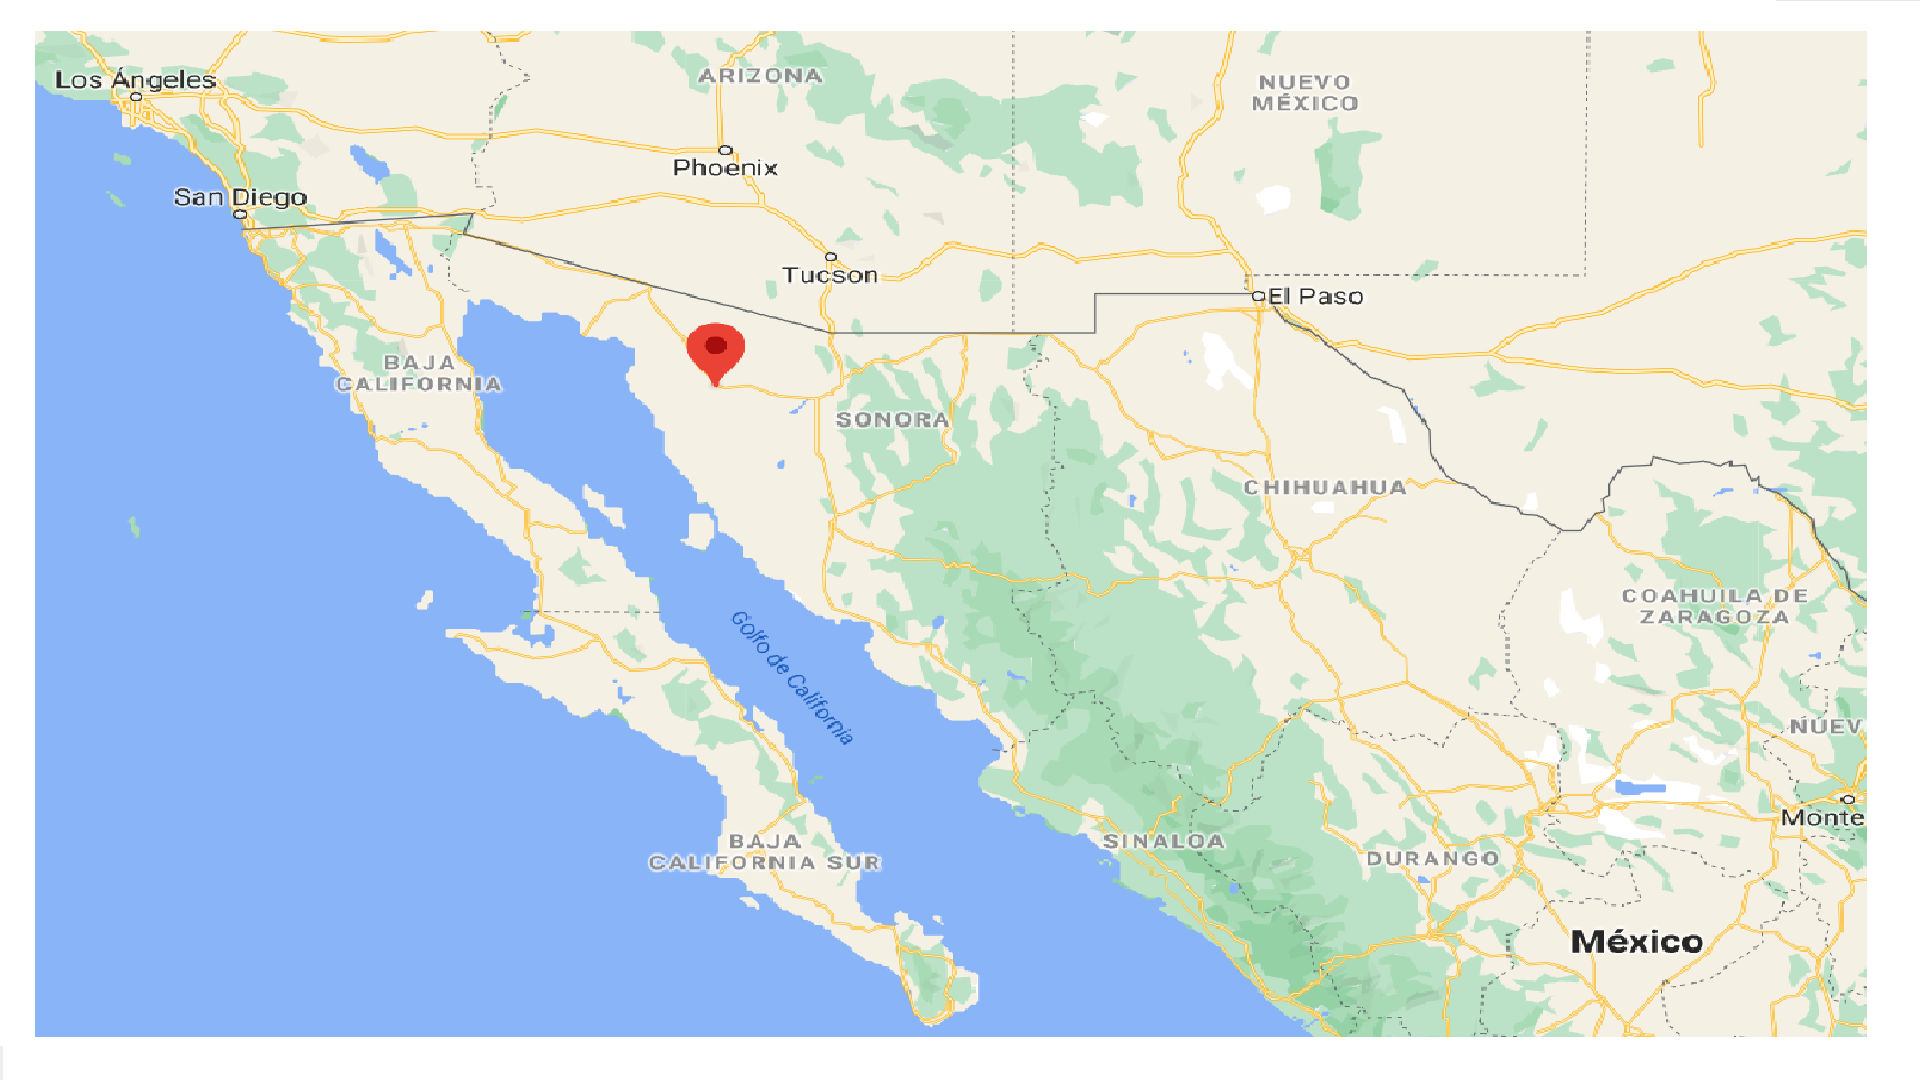 Los Ángeles
ARIZONA
NUEVO
MÉXICO
Phoenix
San Diego
Tucson
El Paso
BAJA
CALIFORNIA
SONORA
CHIHUAHUA
COAHUILA DE
ZARAGOZA
Golfo de California
NUEV
Monte
BAJA
CALIFORNIA SUR
SINALOA
DURANGO
México